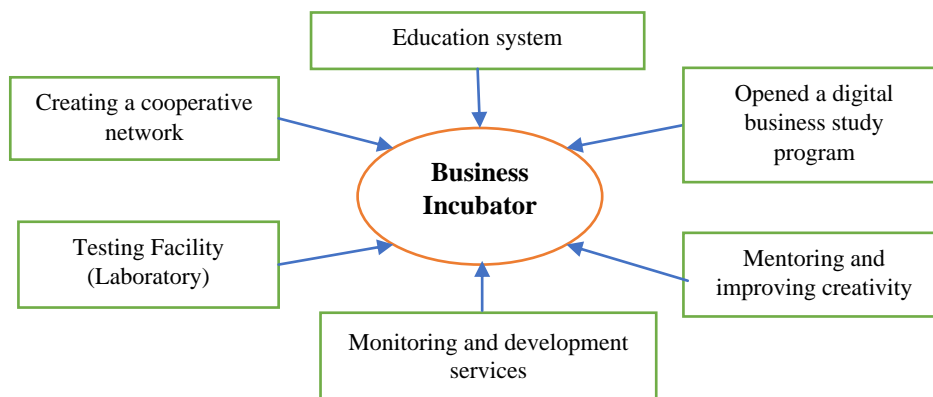 Education system
Creating a cooperative
network
Opened a digital
business study
program
Business
Incubator
Testing Facility
(Laboratory)
Mentoring and
improving creativity
Monitoring and development
services